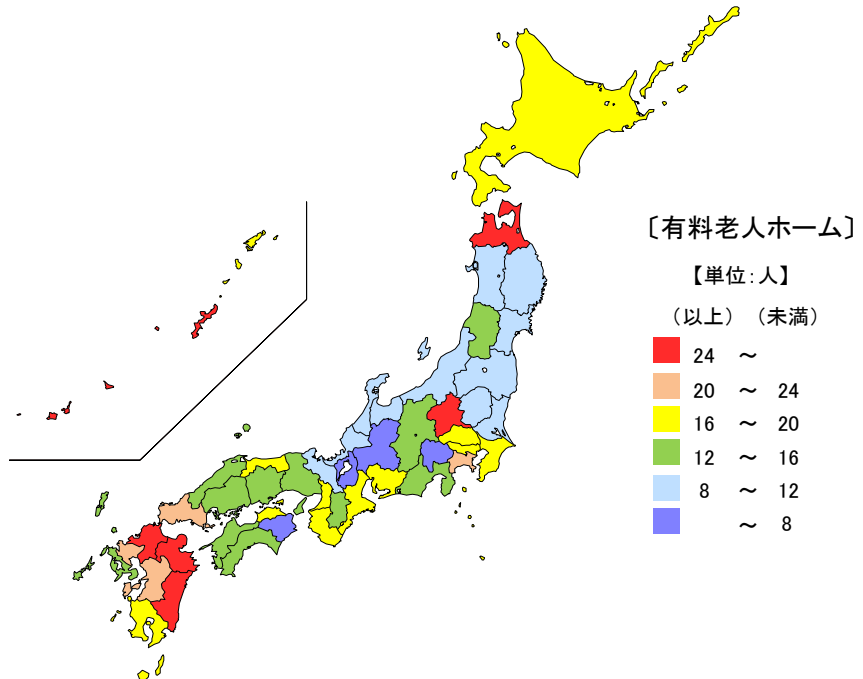 〔有料老人ホーム〕
【単位：人】
（以上）（未満）
24 ～
20 ～ 24
16 ～ 20
12 ～ 16
8 ～ 12
～ 8